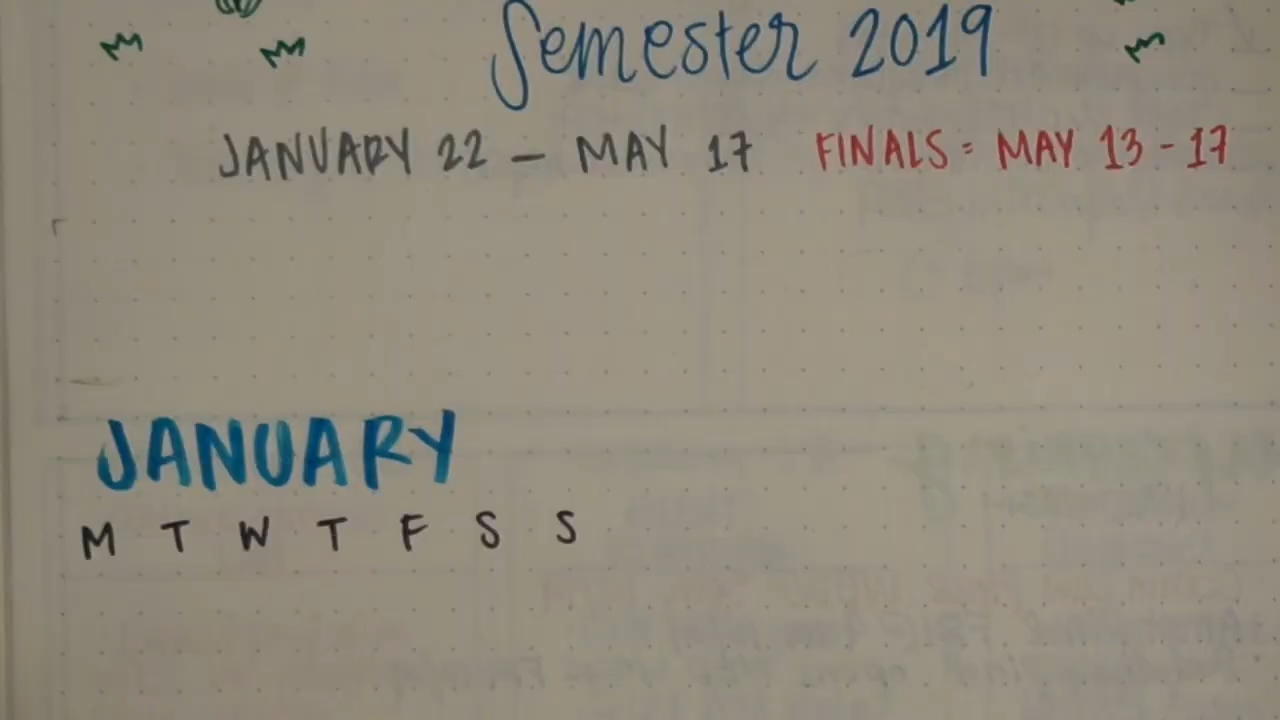 Semester 2019
JANUARY 22 - MAY 17 FINALS: MAY 13-17
JANUARY
M T W T F S S